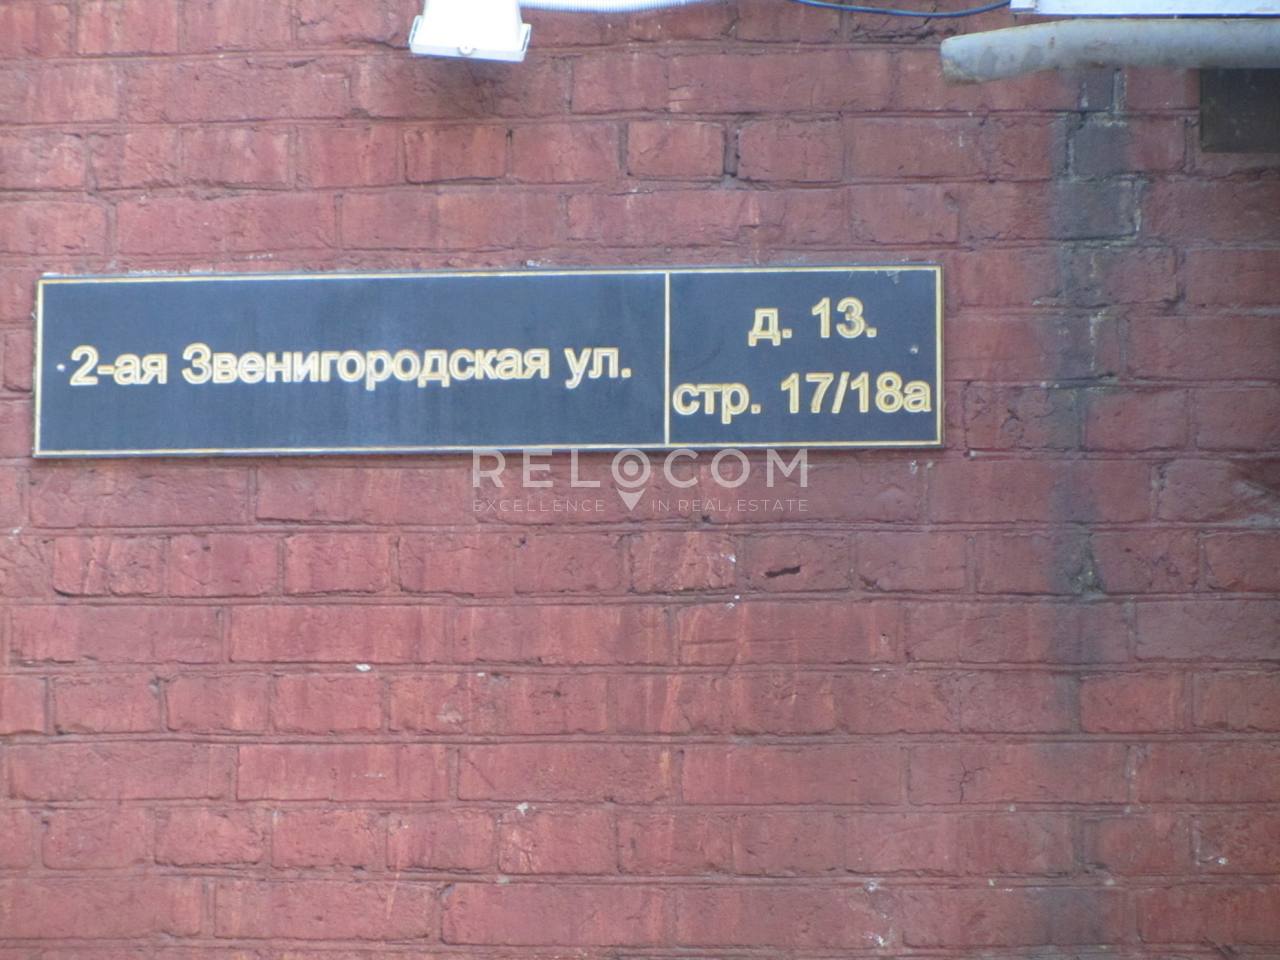 2-ая Звенигородская ул.
д. 13.
стр. 17/18а
RELOCOM
EXCELLENCE IN REAL ESTATE